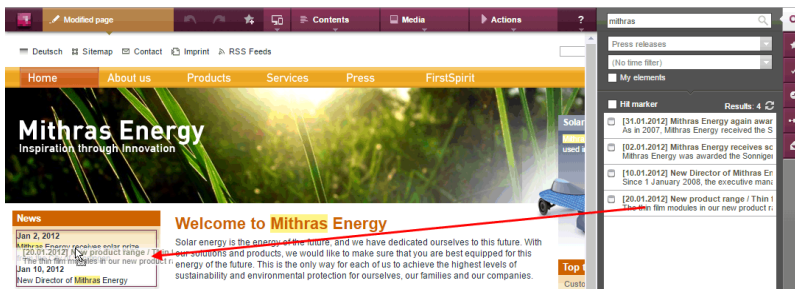 Modified page
Contents
Media
Actions
?
Deutsch Sitemap Contact Imprint RSS Feeds
Home About us Products Services Press FirstSpirit
Mithras Energy
Inspiration through Innovation
Solar
used i
News
Jan 2, 2012
Mithras Energy receives solar prize
[20.01.2012] New product range / Thin
The thin film modules in our new product r
Jan 10, 2012
New Director of Mithras Energy
Welcome to Mithras Energy
Solar energy is the energy of the future, and we have dedicated ourselves to this future. With
our solutions and products, we would like to make sure that you are best equipped for this
energy of the future. This is the only way for each of us to achieve the highest levels of
sustainability and environmental protection for ourselves, our families and our companies.
Top
Custo
mithras
Press releases
(No time filter)
My elements
Hit marker
Results: 4
[31.01.2012] Mithras Energy again awar
As in 2007, Mithras Energy received the S
[02.01.2012] Mithras Energy receives sc
Mithras Energy was awarded the Sonnige
[10.01.2012] New Director of Mithras En
Since 1 January 2008, the executive mana
[20.01.2012] New product range / Thin
The thin film modules in our new product r